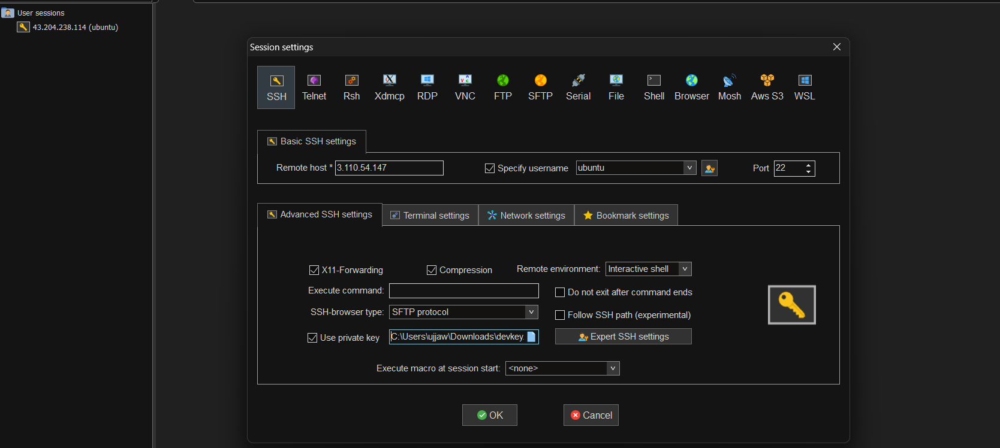 User sessions
43.204.238.114 (ubuntu)
Session settings
SSH Telnet Rsh Xdmcp RDP VNC FTP SFTP Serial File Shell Browser Mosh Aws S3 WSL
Basic SSH settings
Remote host * 3.110.54.147 Specify username ubuntu Port 22
Advanced SSH settings Terminal settings Network settings Bookmark settings
X11-Forwarding Compression Remote environment: Interactive shell
Execute command: Do not exit after command ends
SSH-browser type: SFTP protocol Follow SSH path (experimental)
Use private key C:\Users\ujjaw\Downloads\devkey. Expert SSH settings
Execute macro at session start: <none>
OK Cancel